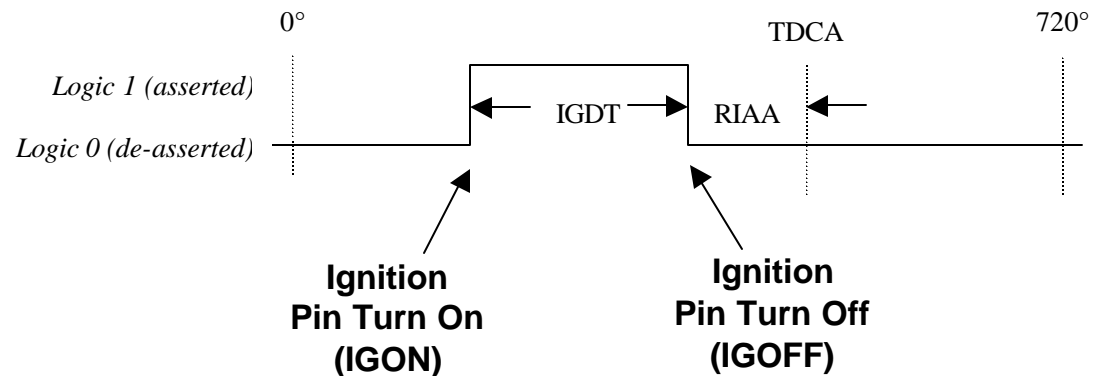 0°
TDCA
720°
Logic 1 (asserted)
IGDT
RIAA
Logic 0 (de-asserted)
Ignition
Pin Turn On
(IGON)
Ignition
Pin Turn Off
(IGOFF)